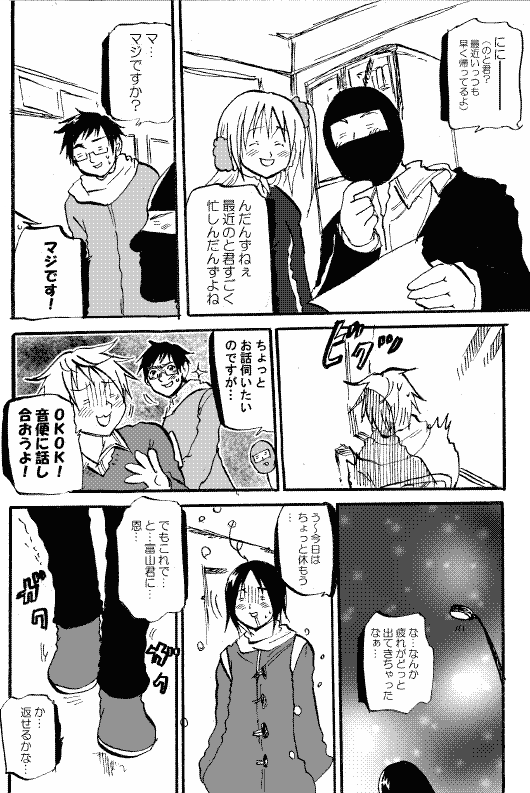 にに━━
(のと君？
最近いっつも
早く帰ってるよ)
んだんずねぇ
最近のと君すごく
忙しんだんずよね
マ…
マジですか？
マジです！
ビクッ
ちょっと
お話伺いたい
のですが…
OKOK！
音便に話し
合おうよ！
な…なんか
疲れがどっと
出てきちゃった
なぁ…
う～今日は
ちょっと休もう
…
でもこれで…
と…富山君に…
恩…
ザッ
ザッ
か…
返せるかな…